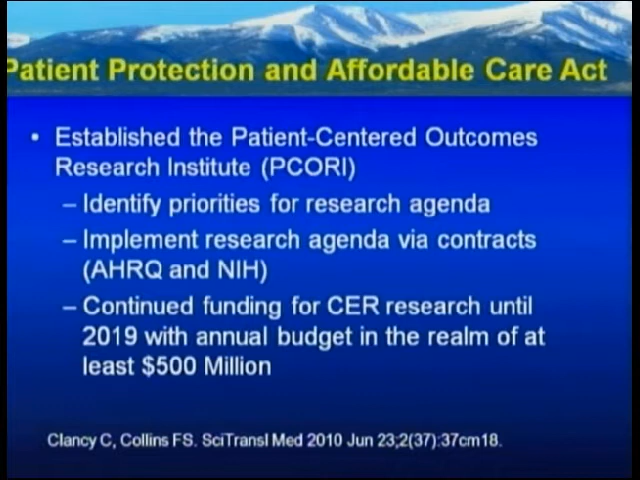 Patient Protection and Affordable Care Act
• Established the Patient-Centered Outcomes
Research Institute (PCORI)
– Identify priorities for research agenda
– Implement research agenda via contracts
(AHRQ and NIH)
– Continued funding for CER research until
2019 with annual budget in the realm of at
least $500 Million
Clancy C, Collins FS. SciTransl Med 2010 Jun 23;2(37):37cm18.